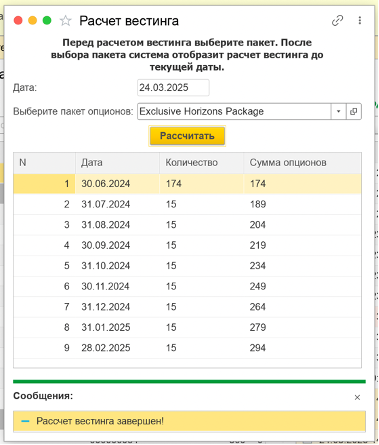 Расчет вестинга
Перед расчетом вестинга выберите пакет. После
выбора пакета система отобразит расчет вестинга до
текущей даты.
Дата: 24.03.2025
Выберите пакет опционов: Exclusive Horizons Package
Рассчитать
N Дата Количество Сумма опционов
1 30.06.2024 174 174
2 31.07.2024 15 189
3 31.08.2024 15 204
4 30.09.2024 15 219
5 31.10.2024 15 234
6 30.11.2024 15 249
7 31.12.2024 15 264
8 31.01.2025 15 279
9 28.02.2025 15 294
Сообщения:
Рассчет вестинга завершен!